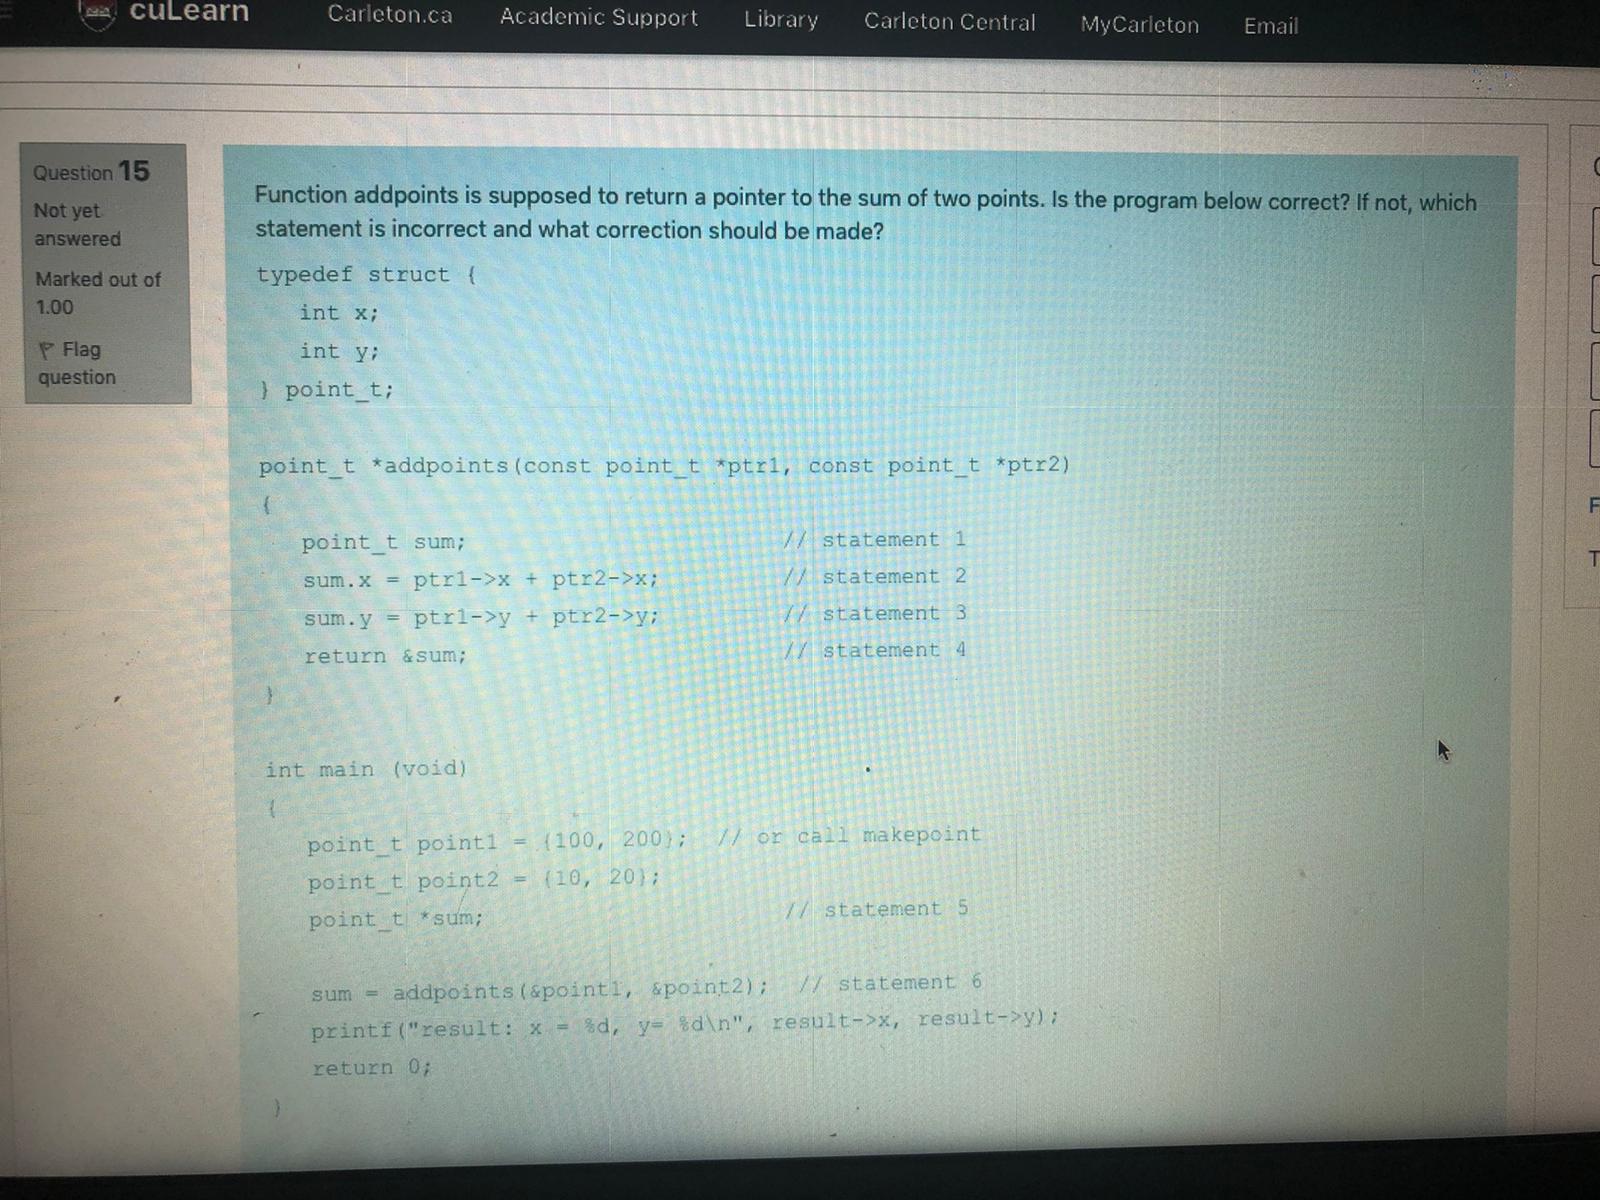 cuLearn Carleton.ca Academic Support Library Carleton Central MyCarleton Email
Question 15
Not yet
answered
Marked out of
1.00
Flag
question
Function addpoints is supposed to return a pointer to the sum of two points. Is the program below correct? If not, which
statement is incorrect and what correction should be made?
typedef struct {
int x;
int y;
} point_t;
point_t *addpoints(const point_t *ptr1, const point_t *ptr2)
{
point_t sum; // statement 1
sum.x = ptr1->x + ptr2->x; // statement 2
sum.y = ptr1->y + ptr2->y; // statement 3
return &sum; // statement 4
}
int main (void)
{
point_t point1 = {100, 200}; // or call makepoint
point_t point2 = {10, 20};
point_t *sum; // statement 5
sum = addpoints(&point1, &point2); // statement 6
printf("result: x = %d, y= %d\n", result->x, result->y);
return 0;
}